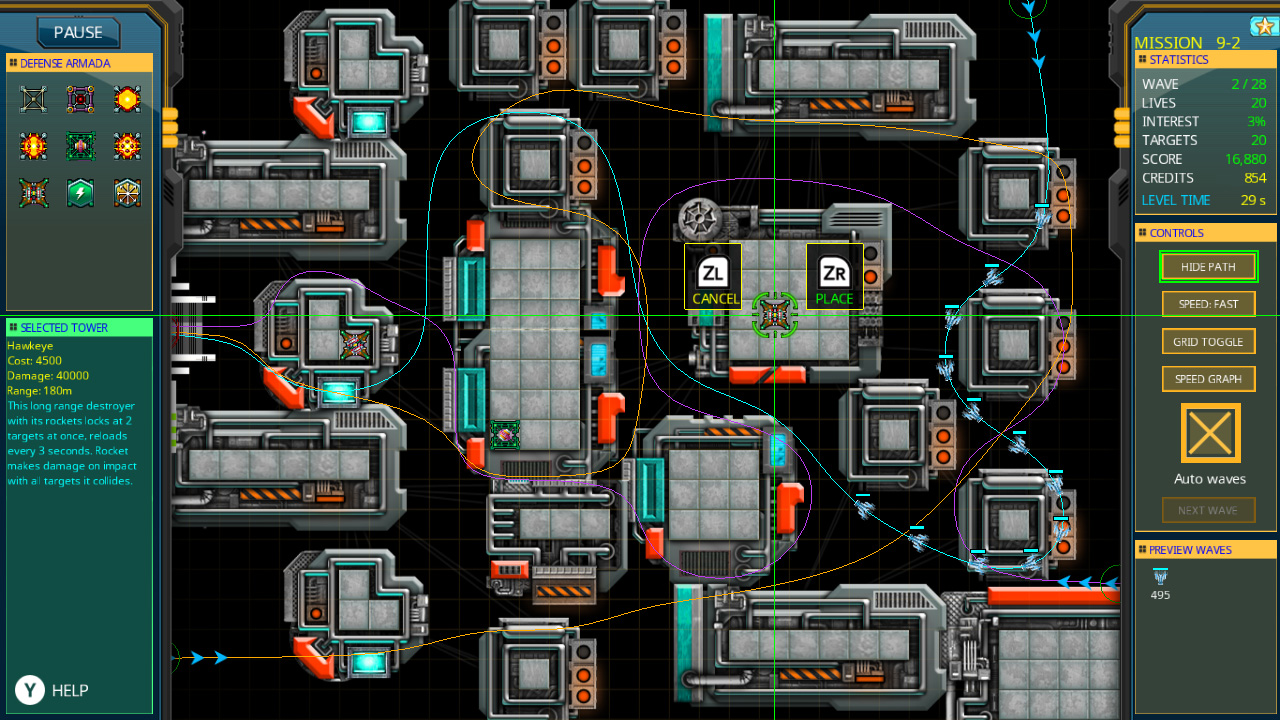 PAUSE
DEFENSE ARMADA
SELECTED TOWER
Hawkeye
Cost: 4500
Damage: 40000
Range: 180m
This long range destroyer
with its rockets locks at 2
targets at once, reloads
every 3 seconds. Rocket
makes damage on impact
with all targets it collides.
Y HELP
ZL
CANCEL
ZR
PLACE
MISSION 9-2
STATISTICS
WAVE 2 / 28
LIVES 20
INTEREST 3%
TARGETS 20
SCORE 16,880
CREDITS 854
LEVEL TIME 29 s
CONTROLS
HIDE PATH
SPEED: FAST
GRID TOGGLE
SPEED GRAPH
Auto waves
NEXT WAVE
PREVIEW WAVES
495